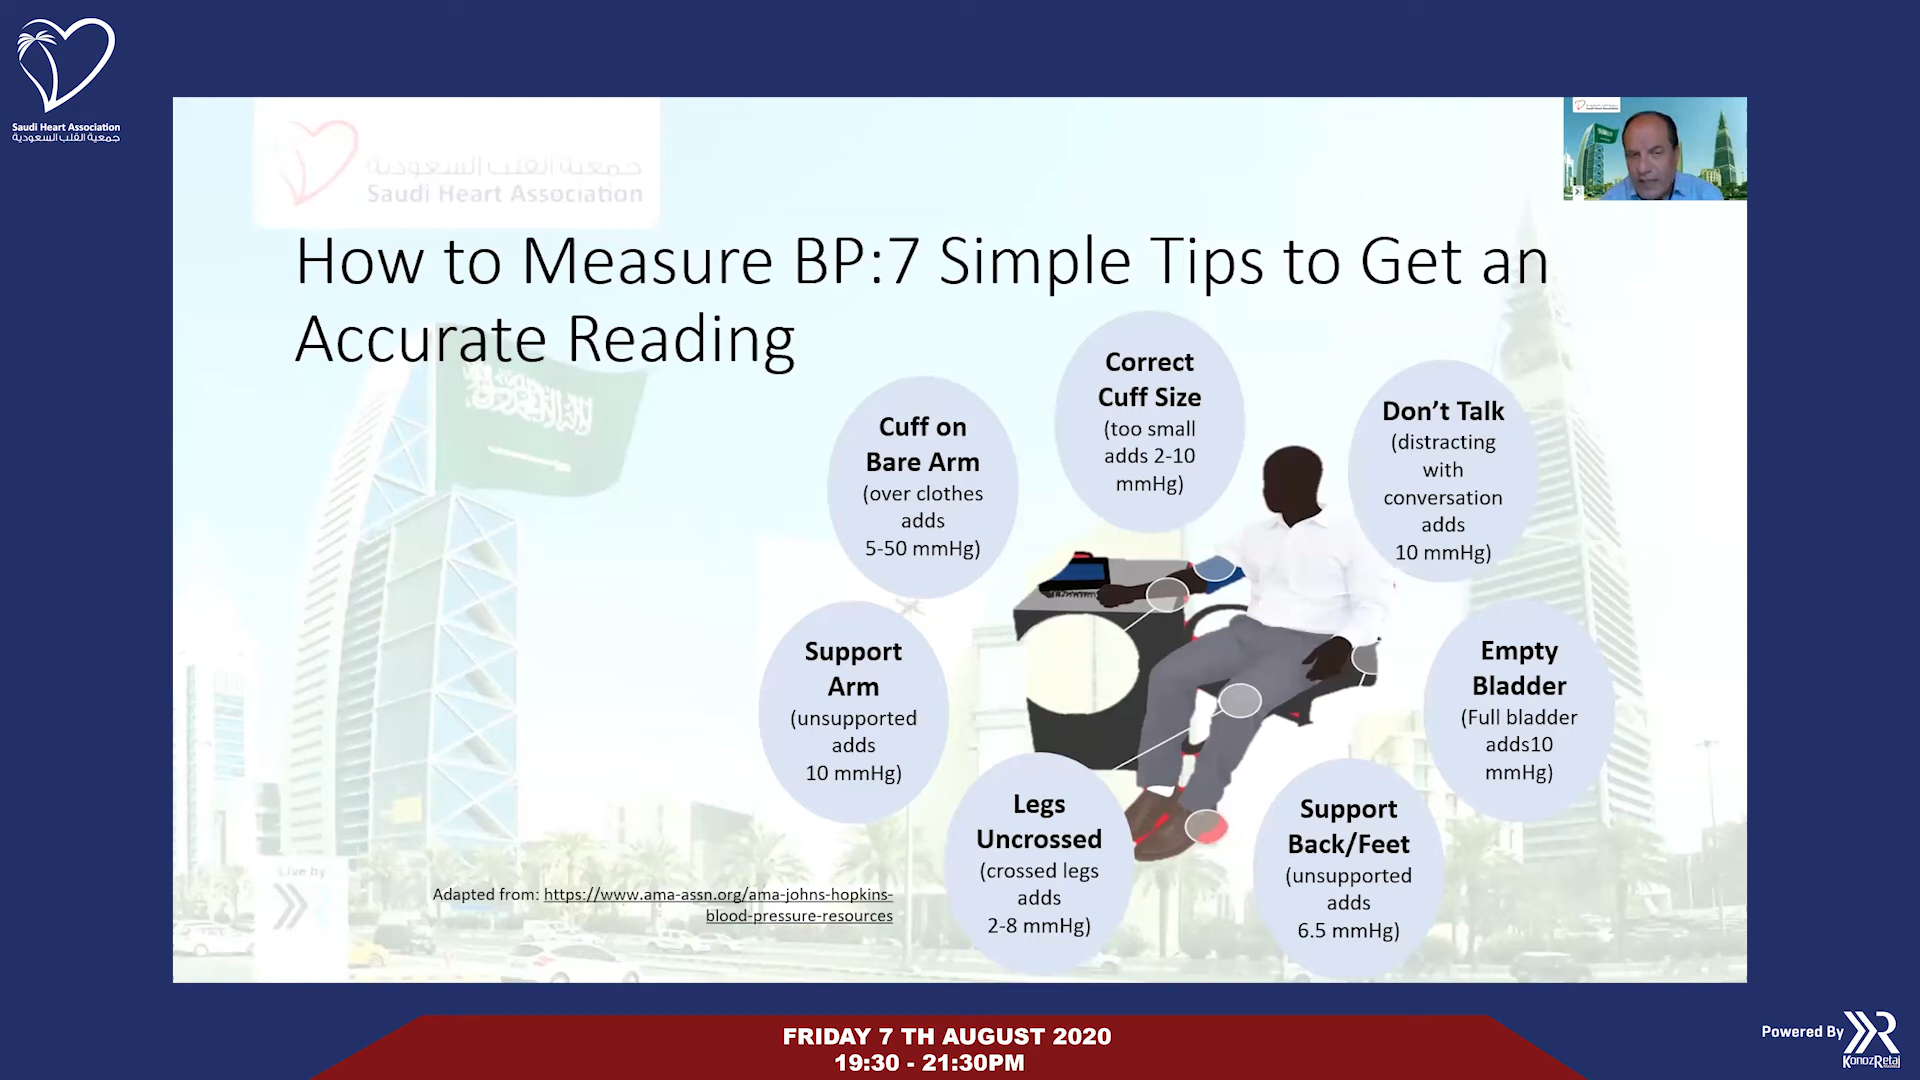 Saudi Heart Association
جمعية القلب السعودية
جمعية القلب السعودية
Saudi Heart Association
How to Measure BP:7 Simple Tips to Get an
Accurate Reading
Correct
Cuff Size
(too small
adds 2-10
mmHg)
Don’t Talk
(distracting
with
conversation
adds
10 mmHg)
Cuff on
Bare Arm
(over clothes
adds
5-50 mmHg)
Support
Arm
(unsupported
adds
10 mmHg)
Empty
Bladder
(Full bladder
adds10
mmHg)
Legs
Uncrossed
(crossed legs
adds
2-8 mmHg)
Support
Back/Feet
(unsupported
adds
6.5 mmHg)
Live by
Adapted from: https://www.ama-assn.org/ama-johns-hopkins-
blood-pressure-resources
FRIDAY 7 TH AUGUST 2020
19:30 - 21:30PM
Powered By
KonozRetaj